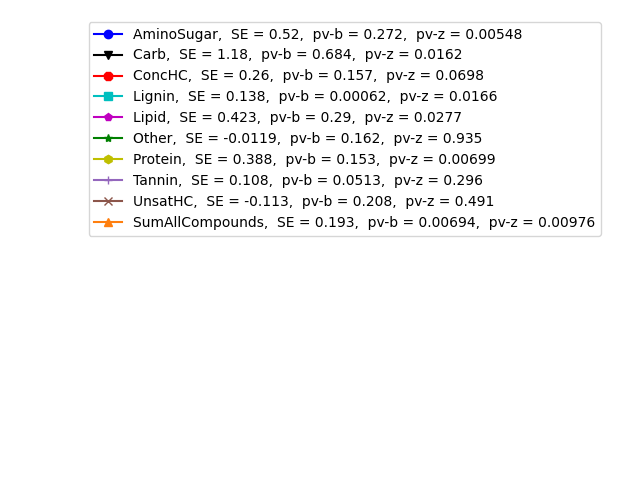 AminoSugar,  SE = 0.52,  pv-b = 0.272,  pv-z = 0.00548
Carb,  SE = 1.18,  pv-b = 0.684,  pv-z = 0.0162
ConcHC,  SE = 0.26,  pv-b = 0.157,  pv-z = 0.0698
Lignin,  SE = 0.138,  pv-b = 0.00062,  pv-z = 0.0166
Lipid,  SE = 0.423,  pv-b = 0.29,  pv-z = 0.0277
Other,  SE = -0.0119,  pv-b = 0.162,  pv-z = 0.935
Protein,  SE = 0.388,  pv-b = 0.153,  pv-z = 0.00699
Tannin,  SE = 0.108,  pv-b = 0.0513,  pv-z = 0.296
UnsatHC,  SE = -0.113,  pv-b = 0.208,  pv-z = 0.491
SumAllCompounds,  SE = 0.193,  pv-b = 0.00694,  pv-z = 0.00976